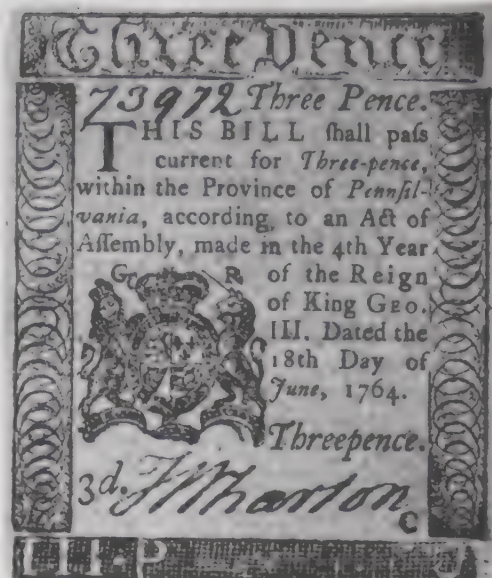 Three Pence
73972 Three Pence.
THIS BILL ſhall paſs
current for Three-pence,
within the Province of Pennſil-
vania, according to an Act of
Aſſembly, made in the 4th Year
G R of the Reign
of King GEO.
III. Dated the
18th Day of
June, 1764.
Threepence.
3d. Wharton
C
III. P A